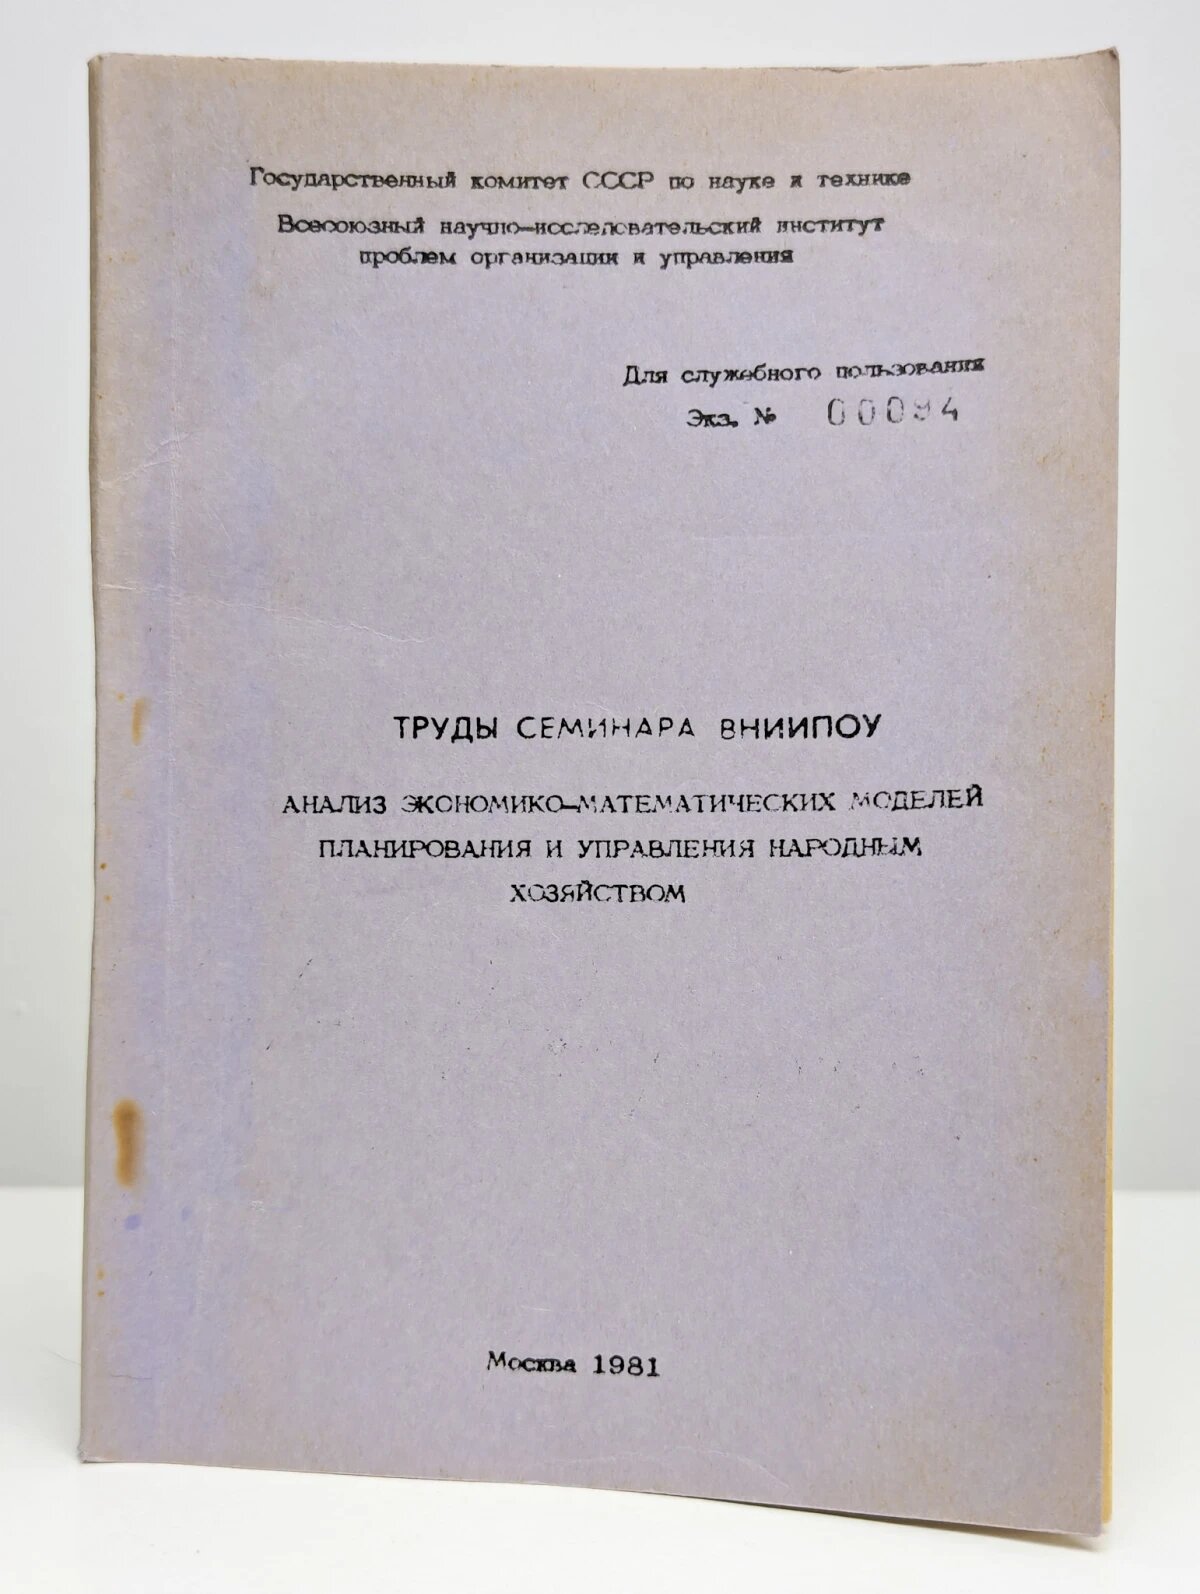 Государственный комитет СССР по науке и технике
Всесоюзный научно-исследовательский институт
проблем организации и управления
Для служебного пользования
Экз. № 00094
ТРУДЫ СЕМИНАРА ВНИИПОУ
АНАЛИЗ ЭКОНОМИКО-МАТЕМАТИЧЕСКИХ МОДЕЛЕЙ
ПЛАНИРОВАНИЯ И УПРАВЛЕНИЯ НАРОДНЫМ
ХОЗЯЙСТВОМ
Москва 1981